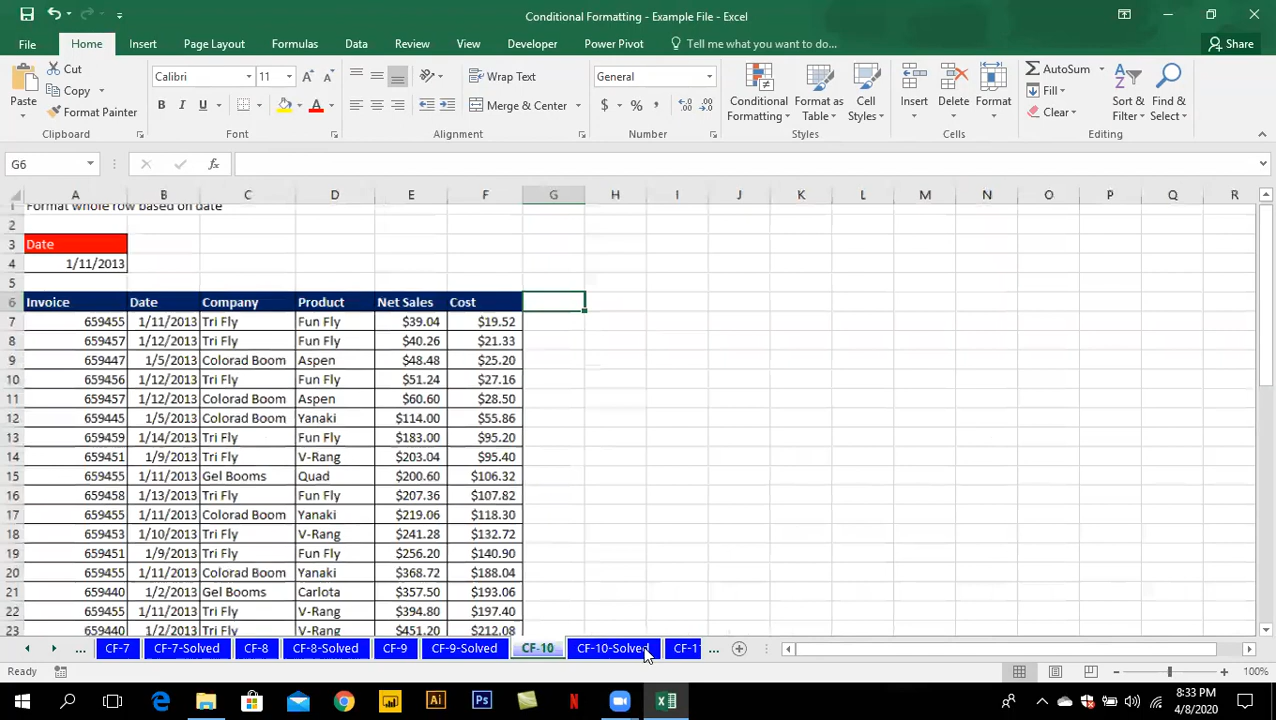 Conditional Formatting - Example File - Excel
File Home Insert Page Layout Formulas Data Review View Developer Power Pivot Tell me what you want to do... Share
Paste Cut Copy Format Painter Clipboard
Calibri 11 B I U A Font
Wrap Text Merge & Center Alignment
General $ % , Number
Conditional Formatting Format as Table Cell Styles Styles
Insert Delete Format Cells
AutoSum Fill Clear Sort & Filter Find & Select Editing
G6 fx
A B C D E F G H I J K L M N O P Q R
1 Format whole row based on date
2
3 Date
4 1/11/2013
5
6 Invoice Date Company Product Net Sales Cost
7 659455 1/11/2013 Tri Fly Fun Fly $39.04 $19.52
8 659457 1/12/2013 Tri Fly Fun Fly $40.26 $21.33
9 659447 1/5/2013 Colorad Boom Aspen $48.48 $25.20
10 659456 1/12/2013 Tri Fly Fun Fly $51.24 $27.16
11 659457 1/12/2013 Colorad Boom Aspen $60.60 $28.50
12 659445 1/5/2013 Colorad Boom Yanaki $114.00 $55.86
13 659459 1/14/2013 Tri Fly Fun Fly $183.00 $95.20
14 659451 1/9/2013 Tri Fly V-Rang $203.04 $95.40
15 659455 1/11/2013 Gel Booms Quad $200.60 $106.32
16 659458 1/13/2013 Tri Fly Fun Fly $207.36 $107.82
17 659455 1/11/2013 Colorad Boom Yanaki $219.06 $118.30
18 659453 1/10/2013 Tri Fly V-Rang $241.28 $132.72
19 659451 1/9/2013 Tri Fly Fun Fly $256.20 $140.90
20 659455 1/11/2013 Colorad Boom Yanaki $368.72 $188.04
21 659440 1/2/2013 Gel Booms Carlota $357.50 $193.06
22 659455 1/11/2013 Tri Fly V-Rang $394.80 $197.40
23 659440 1/2/2013 Tri Fly V-Rang $451.20 $212.08
... CF-7 CF-7-Solved CF-8 CF-8-Solved CF-9 CF-9-Solved CF-10 CF-10-Solved CF-1 ...
Ready 100%
Ai Ps N
8:33 PM
4/8/2020